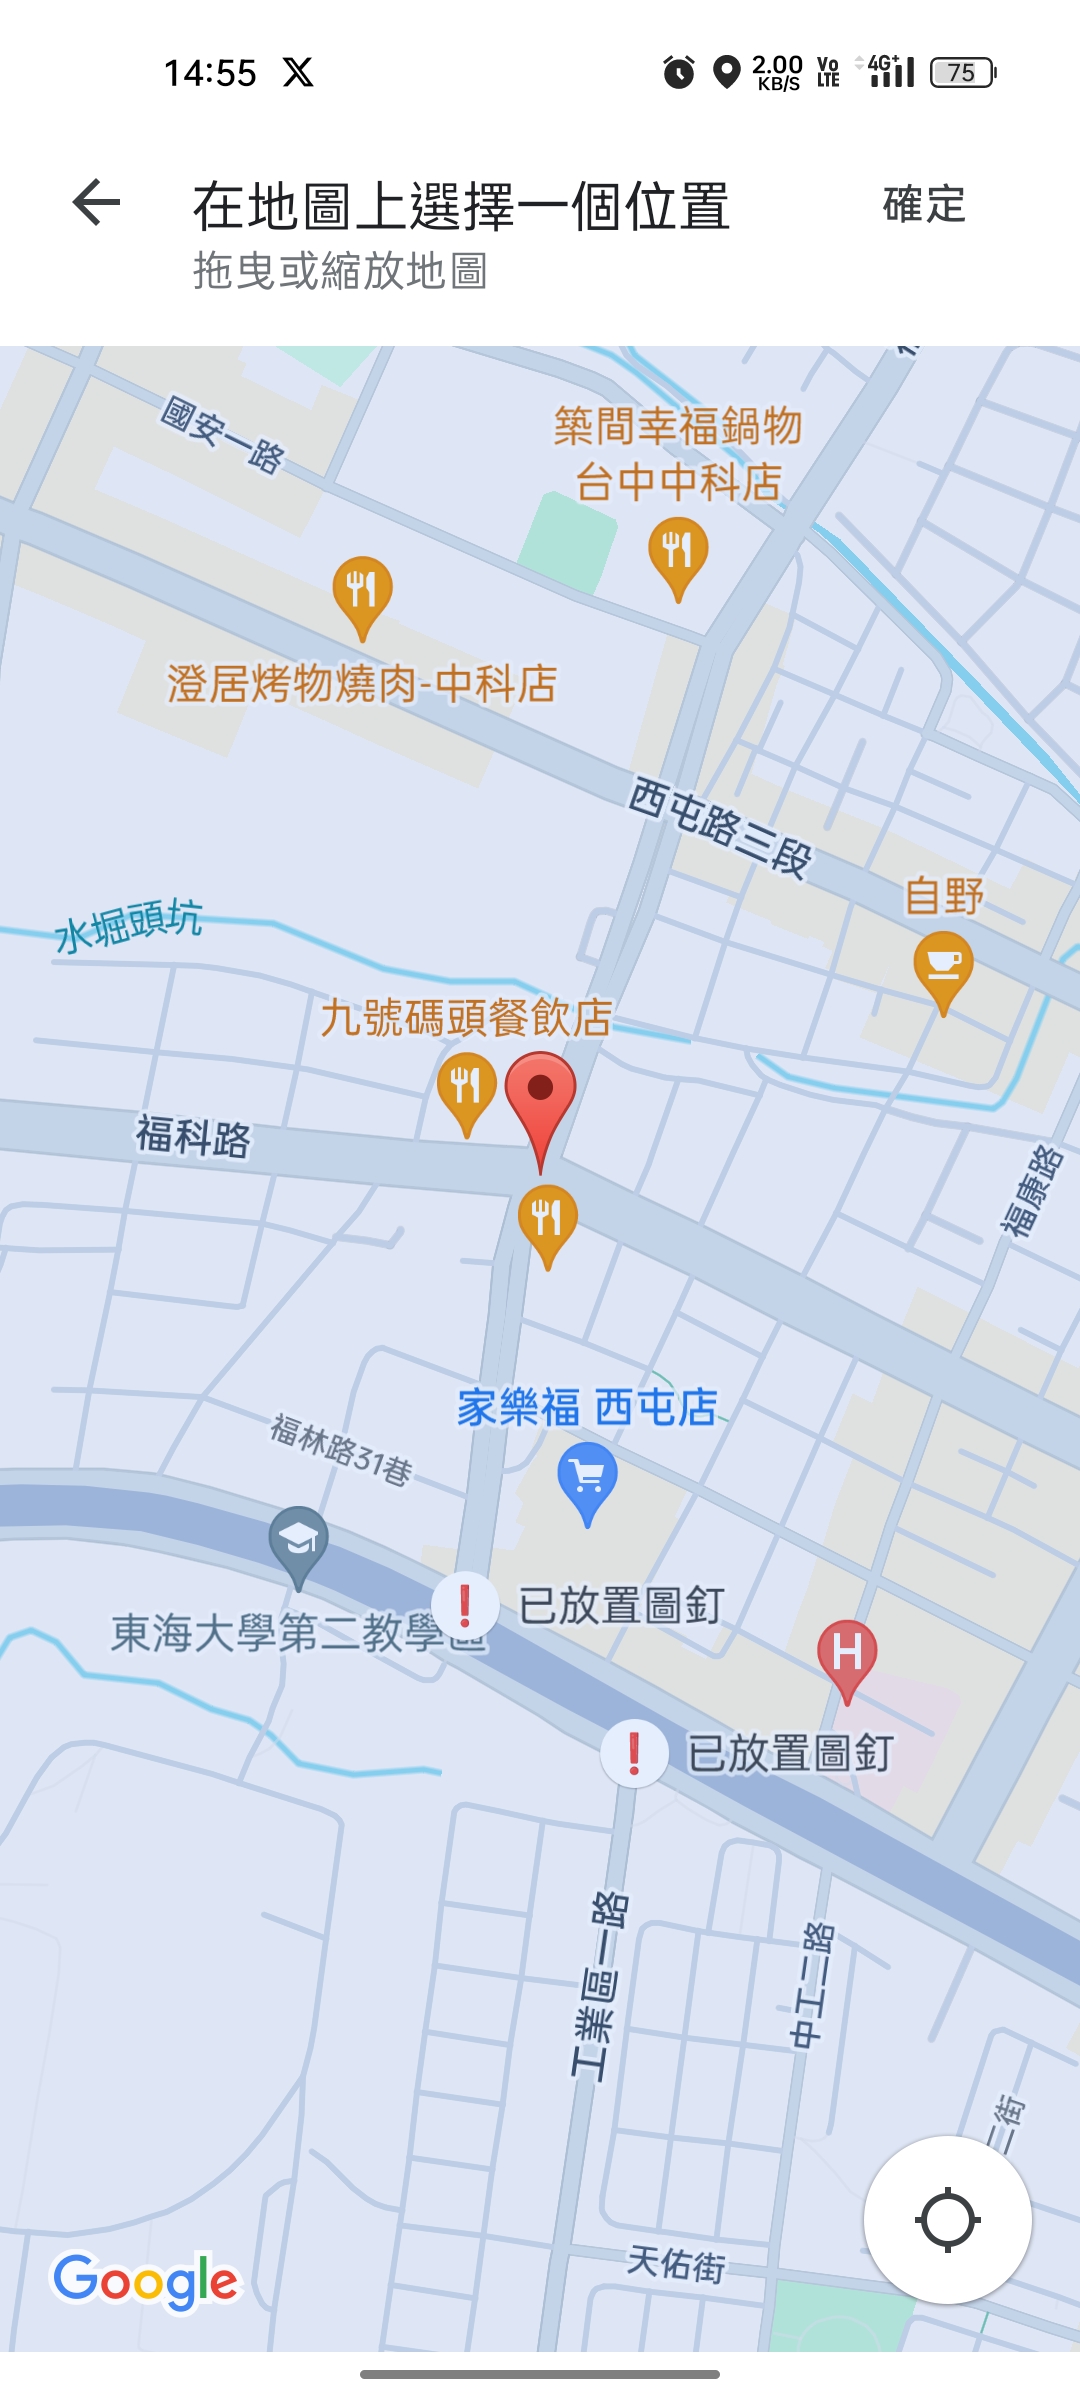 14:55
2.00 KB/S
Vo LTE
4G+
75
在地圖上選擇一個位置
確定
拖曳或縮放地圖
國安一路
築間幸福鍋物
台中中科店
澄居烤物燒肉-中科店
西屯路三段
自野
水堀頭坑
九號碼頭餐飲店
福科路
福康路
家樂福 西屯店
福林路31巷
已放置圖釘
東海大學第二教學區
H
已放置圖釘
工業區一路
中工二路
二街
天佑街
Google